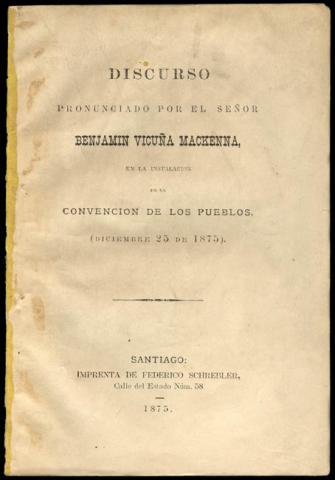 DISCURSO
PRONUNCIADO POR EL SEÑOR
BENJAMIN VICUÑA MACKENNA,
EN LA INSTALACION
DE LA
CONVENCION DE LOS PUEBLOS.
(DICIEMBRE 25 DE 1875).
SANTIAGO:
IMPRENTA DE FEDERICO SCHREBLER,
Calle del Estado Núm. 58
1875.